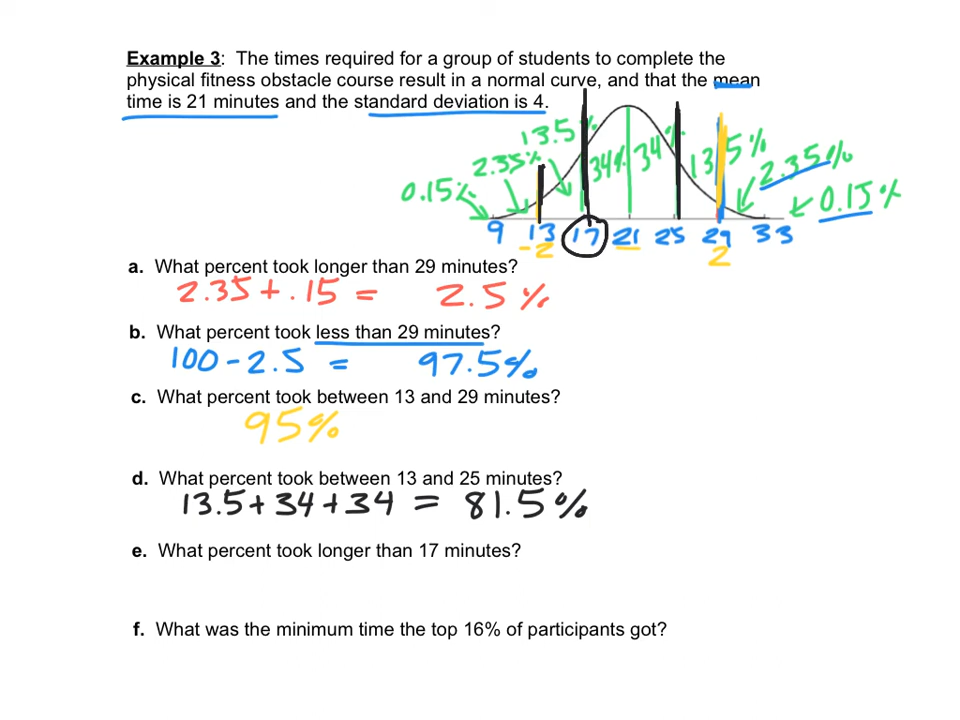 Example 3: The times required for a group of students to complete the
physical fitness obstacle course result in a normal curve, and that the mean
time is 21 minutes and the standard deviation is 4.
13.5%
2.35%
0.15%
34% 34%
13.5%
2.35%
0.15%
9 13 17 21 25 29 33
-2 2
a. What percent took longer than 29 minutes?
2.35 + .15 = 2.5%
b. What percent took less than 29 minutes?
100 - 2.5 = 97.5%
c. What percent took between 13 and 29 minutes?
95%
d. What percent took between 13 and 25 minutes?
13.5 + 34 + 34 = 81.5%
e. What percent took longer than 17 minutes?
f. What was the minimum time the top 16% of participants got?